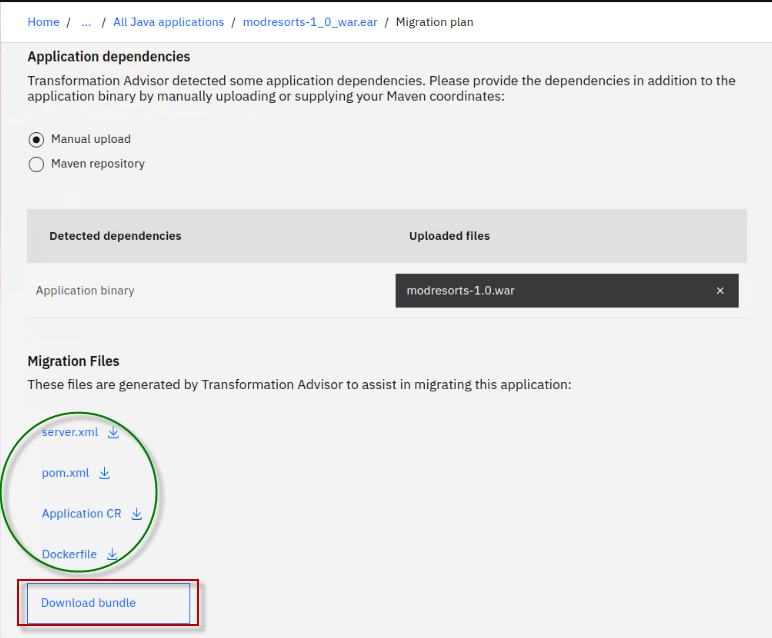 Home / ... / All Java applications / modresorts-1_0_war.ear / Migration plan
Application dependencies
Transformation Advisor detected some application dependencies. Please provide the dependencies in addition to the
application binary by manually uploading or supplying your Maven coordinates:
Manual upload
Maven repository
Detected dependencies Uploaded files
Application binary modresorts-1.0.war ×
Migration Files
These files are generated by Transformation Advisor to assist in migrating this application:
server.xml
pom.xml
Application CR
Dockerfile
Download bundle